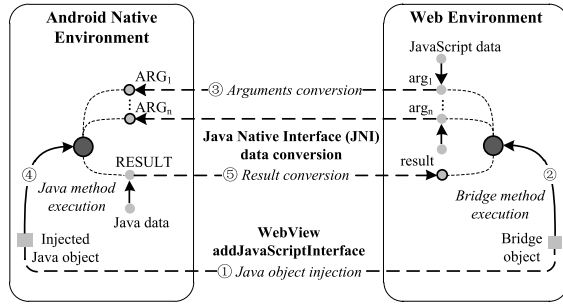 Android Native
Environment
Web Environment
JavaScript data
ARG1
③ Arguments conversion
arg1
ARGn
argn
Java Native Interface (JNI)
data conversion
RESULT
result
④
⑤ Result conversion
②
Java method
execution
Bridge method
execution
Java data
WebView
addJavaScriptInterface
Injected
Java object
Bridge
object
① Java object injection